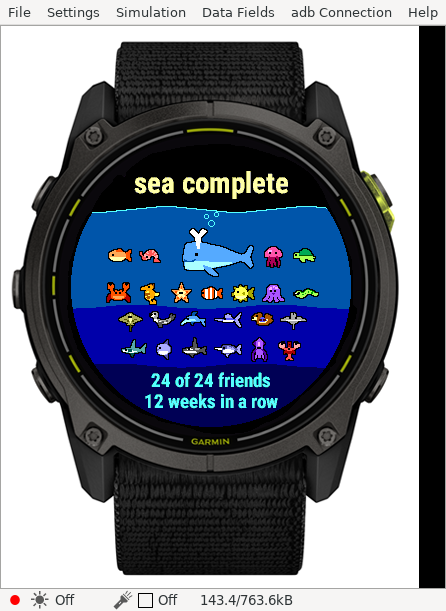 File Settings Simulation Data Fields adb Connection Help
sea complete
24 of 24 friends
12 weeks in a row
GARMIN
Off Off 143.4/763.6kB